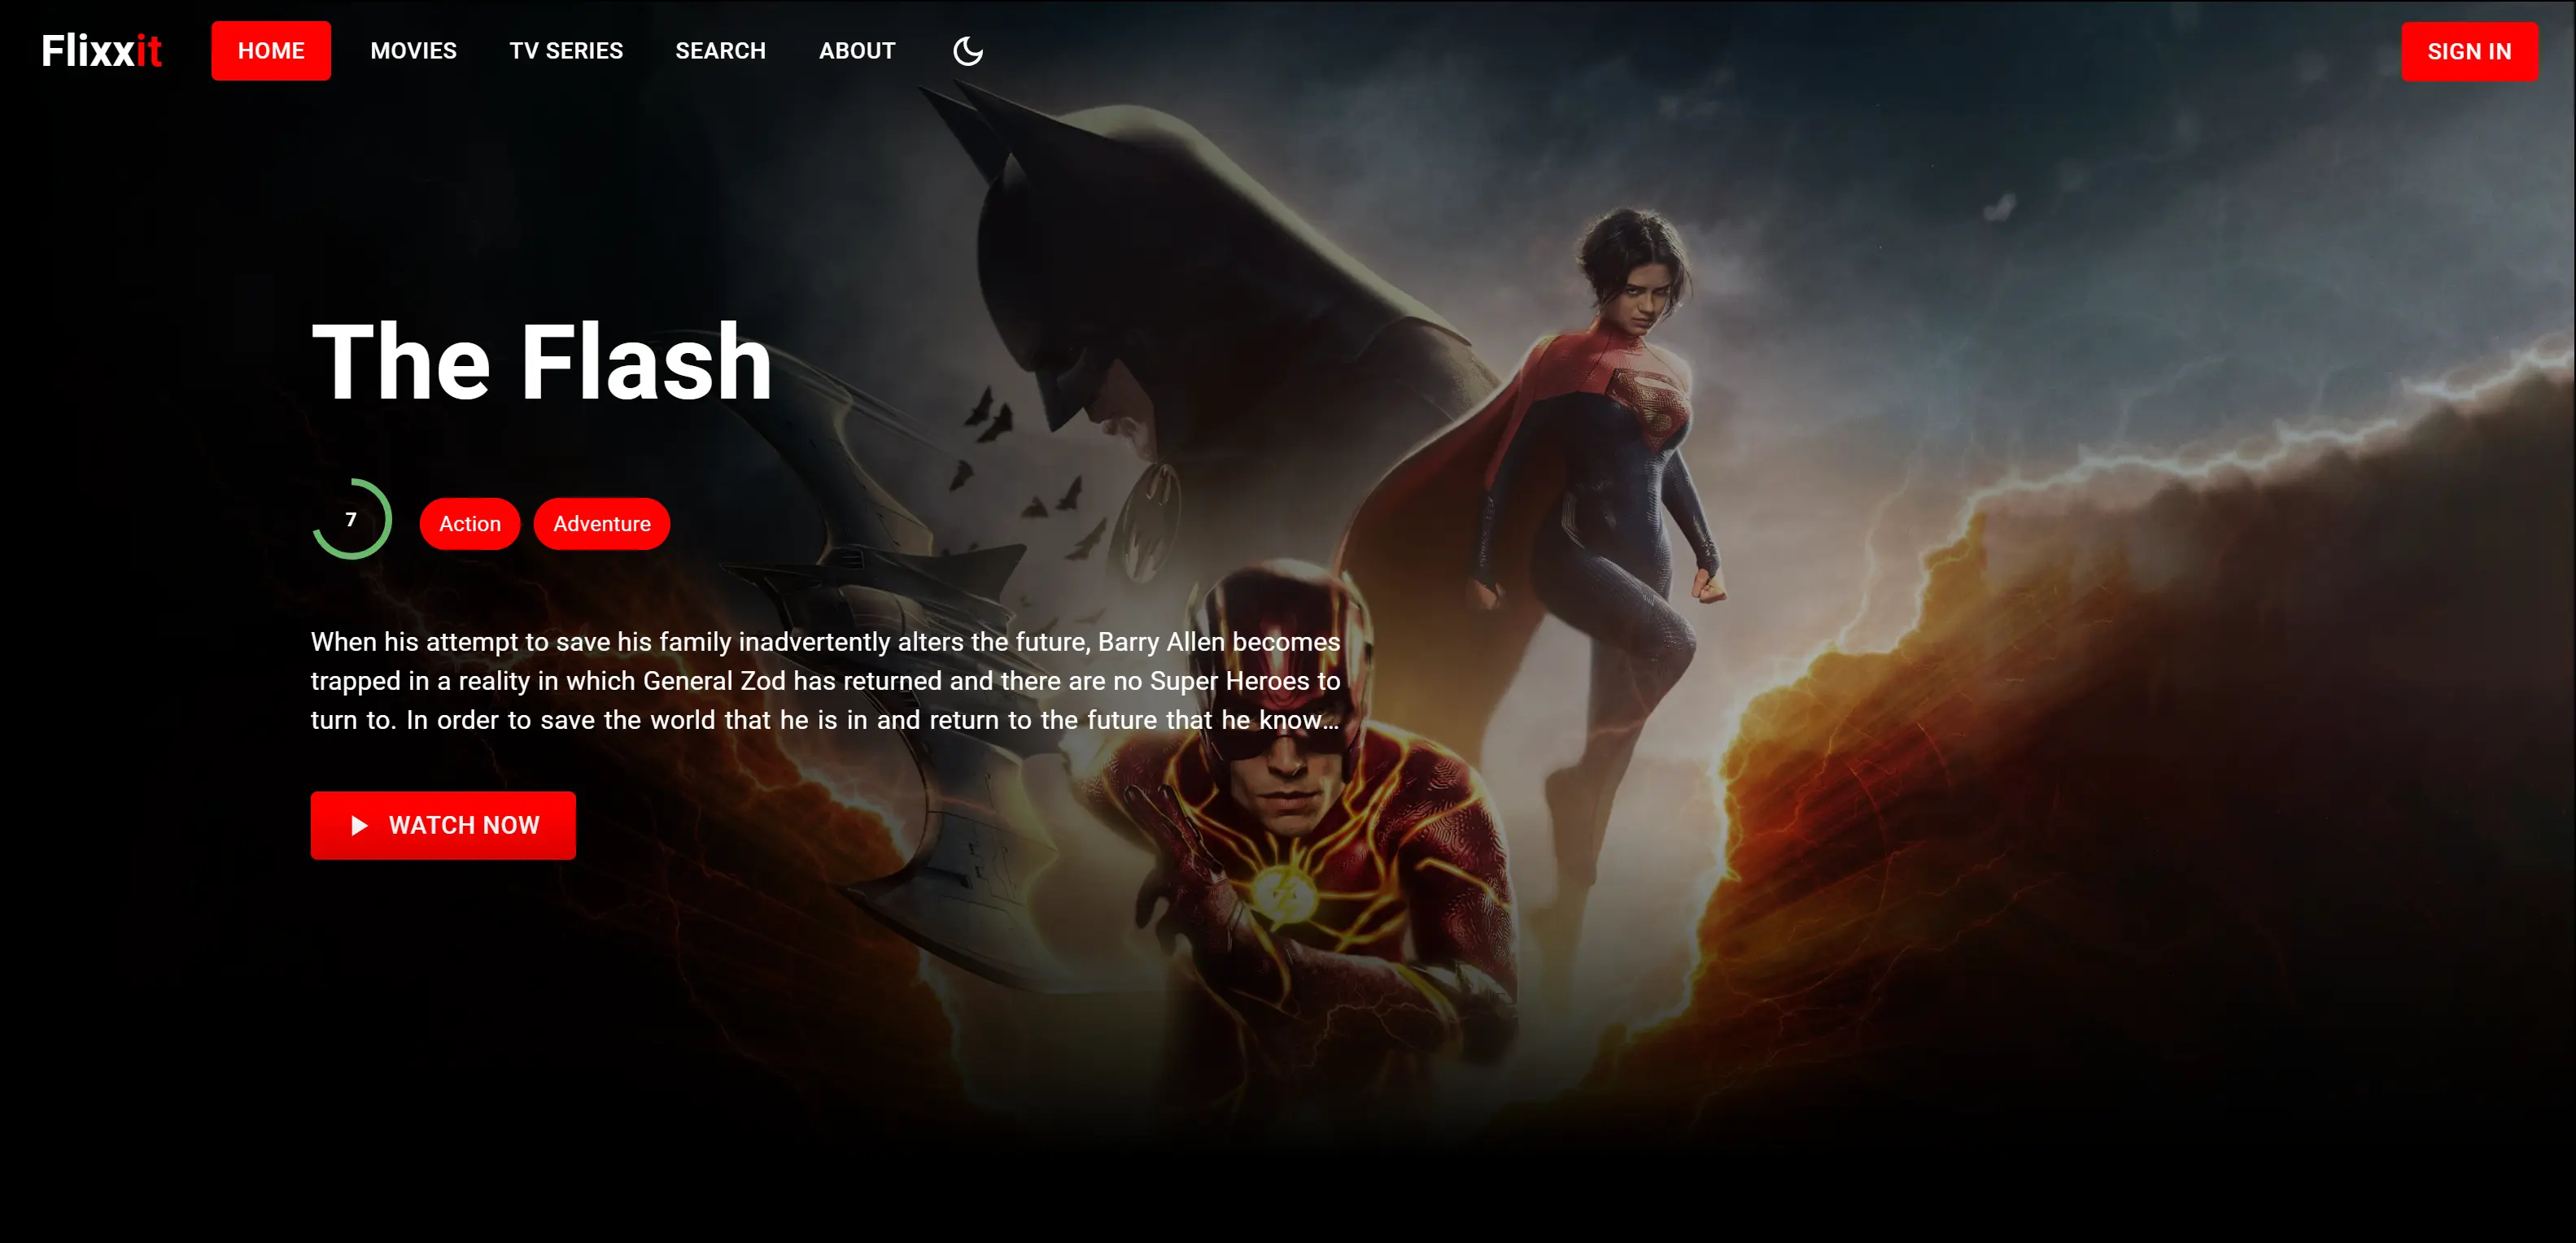 Flixxit HOME MOVIES TV SERIES SEARCH ABOUT SIGN IN
The Flash
7 Action Adventure
When his attempt to save his family inadvertently alters the future, Barry Allen becomes
trapped in a reality in which General Zod has returned and there are no Super Heroes to
turn to. In order to save the world that he is in and return to the future that he know...
WATCH NOW